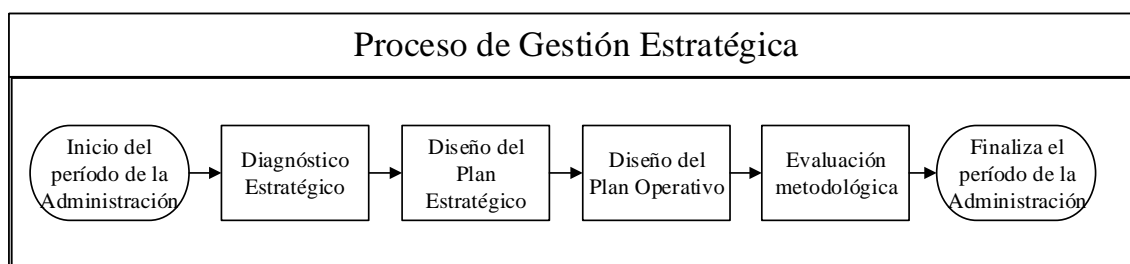 Proceso de Gestión Estratégica
Inicio del
período de la
Administración
Diagnóstico
Estratégico
Diseño del
Plan
Estratégico
Diseño del
Plan Operativo
Evaluación
metodológica
Finaliza el
período de la
Administración